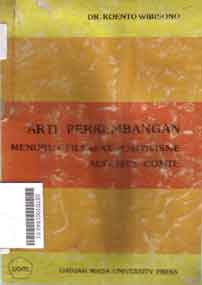 DR. KOENTO WIBISONO
ARTI PERKEMBANGAN
MENURUT FILSAFAT POSITIVISME
AUGUSTE COMTE
GADJAH MADA UNIVERSITY PRESS